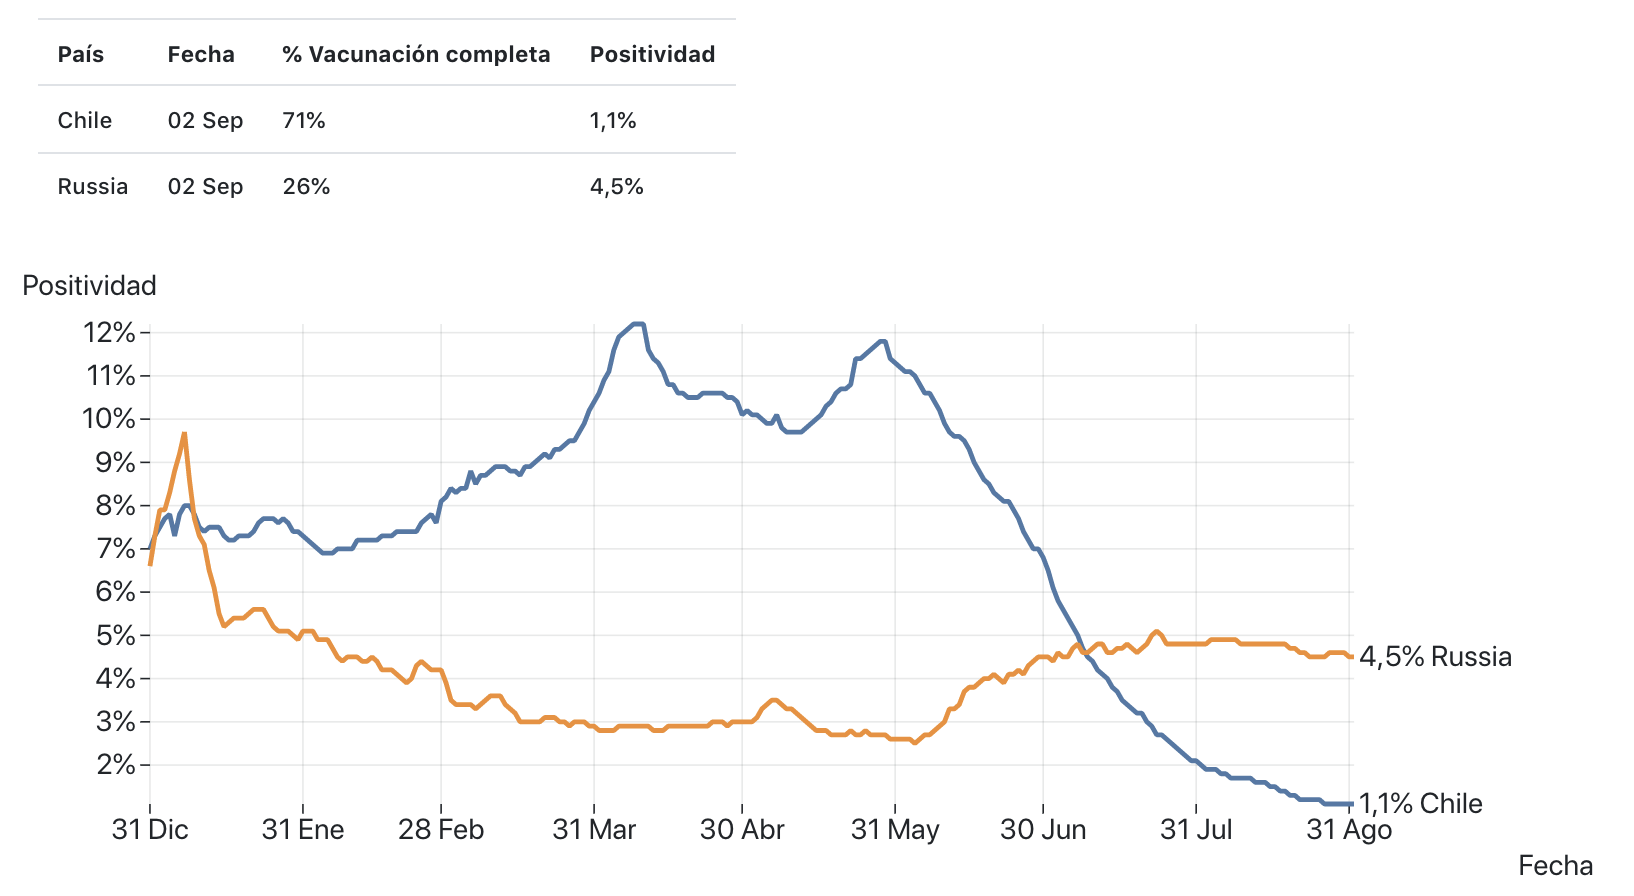 País Fecha % Vacunación completa Positividad
Chile 02 Sep 71% 1,1%
Russia 02 Sep 26% 4,5%
Positividad
12%
11%
10%
9%
8%
7%
6%
5%
4,5% Russia
4%
3%
2%
1,1% Chile
31 Dic 31 Ene 28 Feb 31 Mar 30 Abr 31 May 30 Jun 31 Jul 31 Ago
Fecha